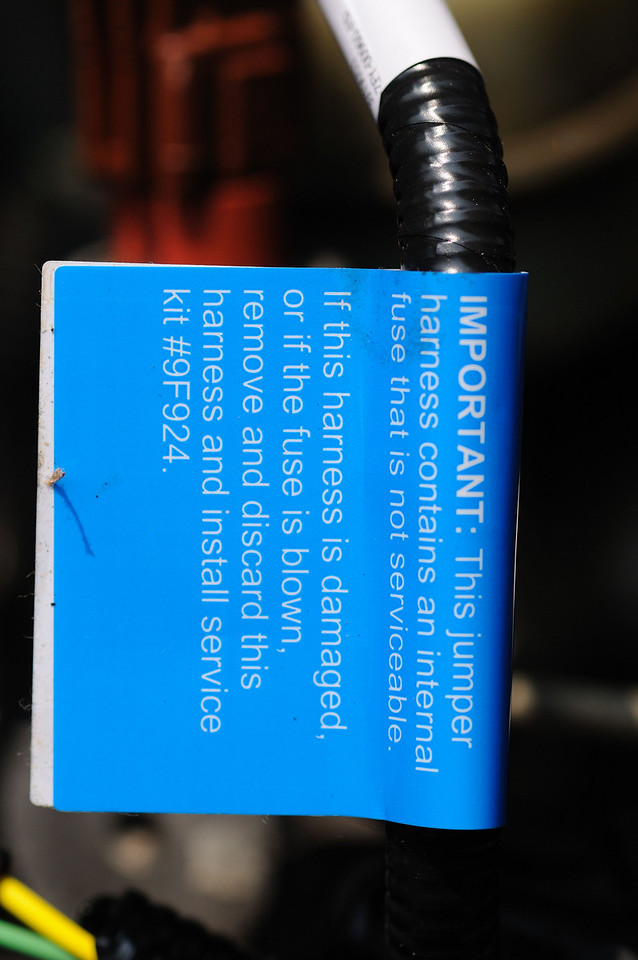 IMPORTANT: This jumper
harness contains an internal
fuse that is not serviceable.
If this harness is damaged,
or if the fuse is blown,
remove and discard this
harness and install service
kit #9F924.